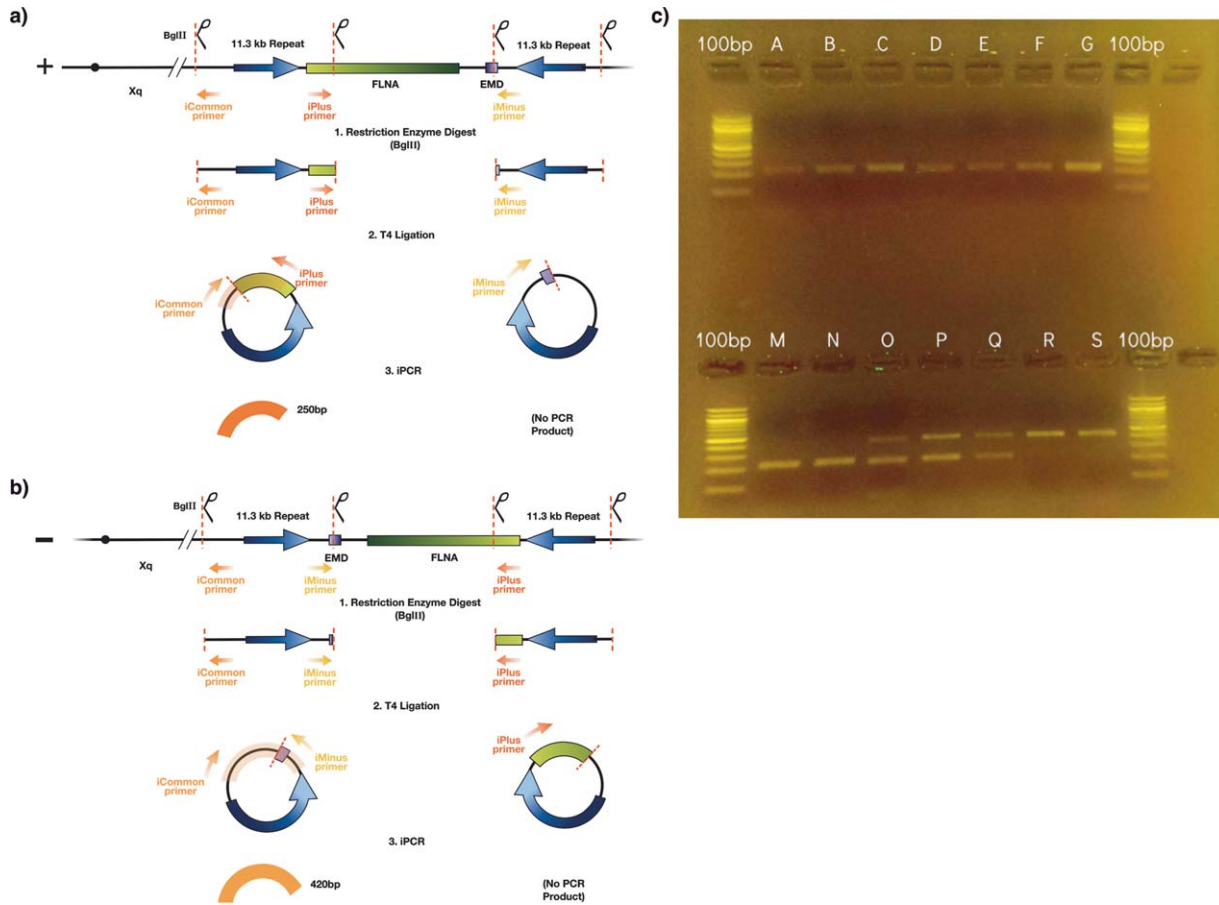 a)
BglII
11.3 kb Repeat
11.3 kb Repeat
+
Xq
FLNA
EMD
iCommon
primer
iPlus
primer
iMinus
primer
1. Restriction Enzyme Digest
(BglII)
iCommon
primer
iPlus
primer
iMinus
primer
2. T4 Ligation
iCommon
primer
iPlus
primer
iMinus
primer
3. iPCR
250bp
(No PCR
Product)
b)
BglII
11.3 kb Repeat
11.3 kb Repeat
−
Xq
EMD
FLNA
iCommon
primer
iMinus
primer
iPlus
primer
1. Restriction Enzyme Digest
(BglII)
iCommon
primer
iMinus
primer
iPlus
primer
2. T4 Ligation
iCommon
primer
iMinus
primer
iPlus
primer
3. iPCR
420bp
(No PCR
Product)
c)
100bp A B C D E F G 100bp
100bp M N O P Q R S 100bp